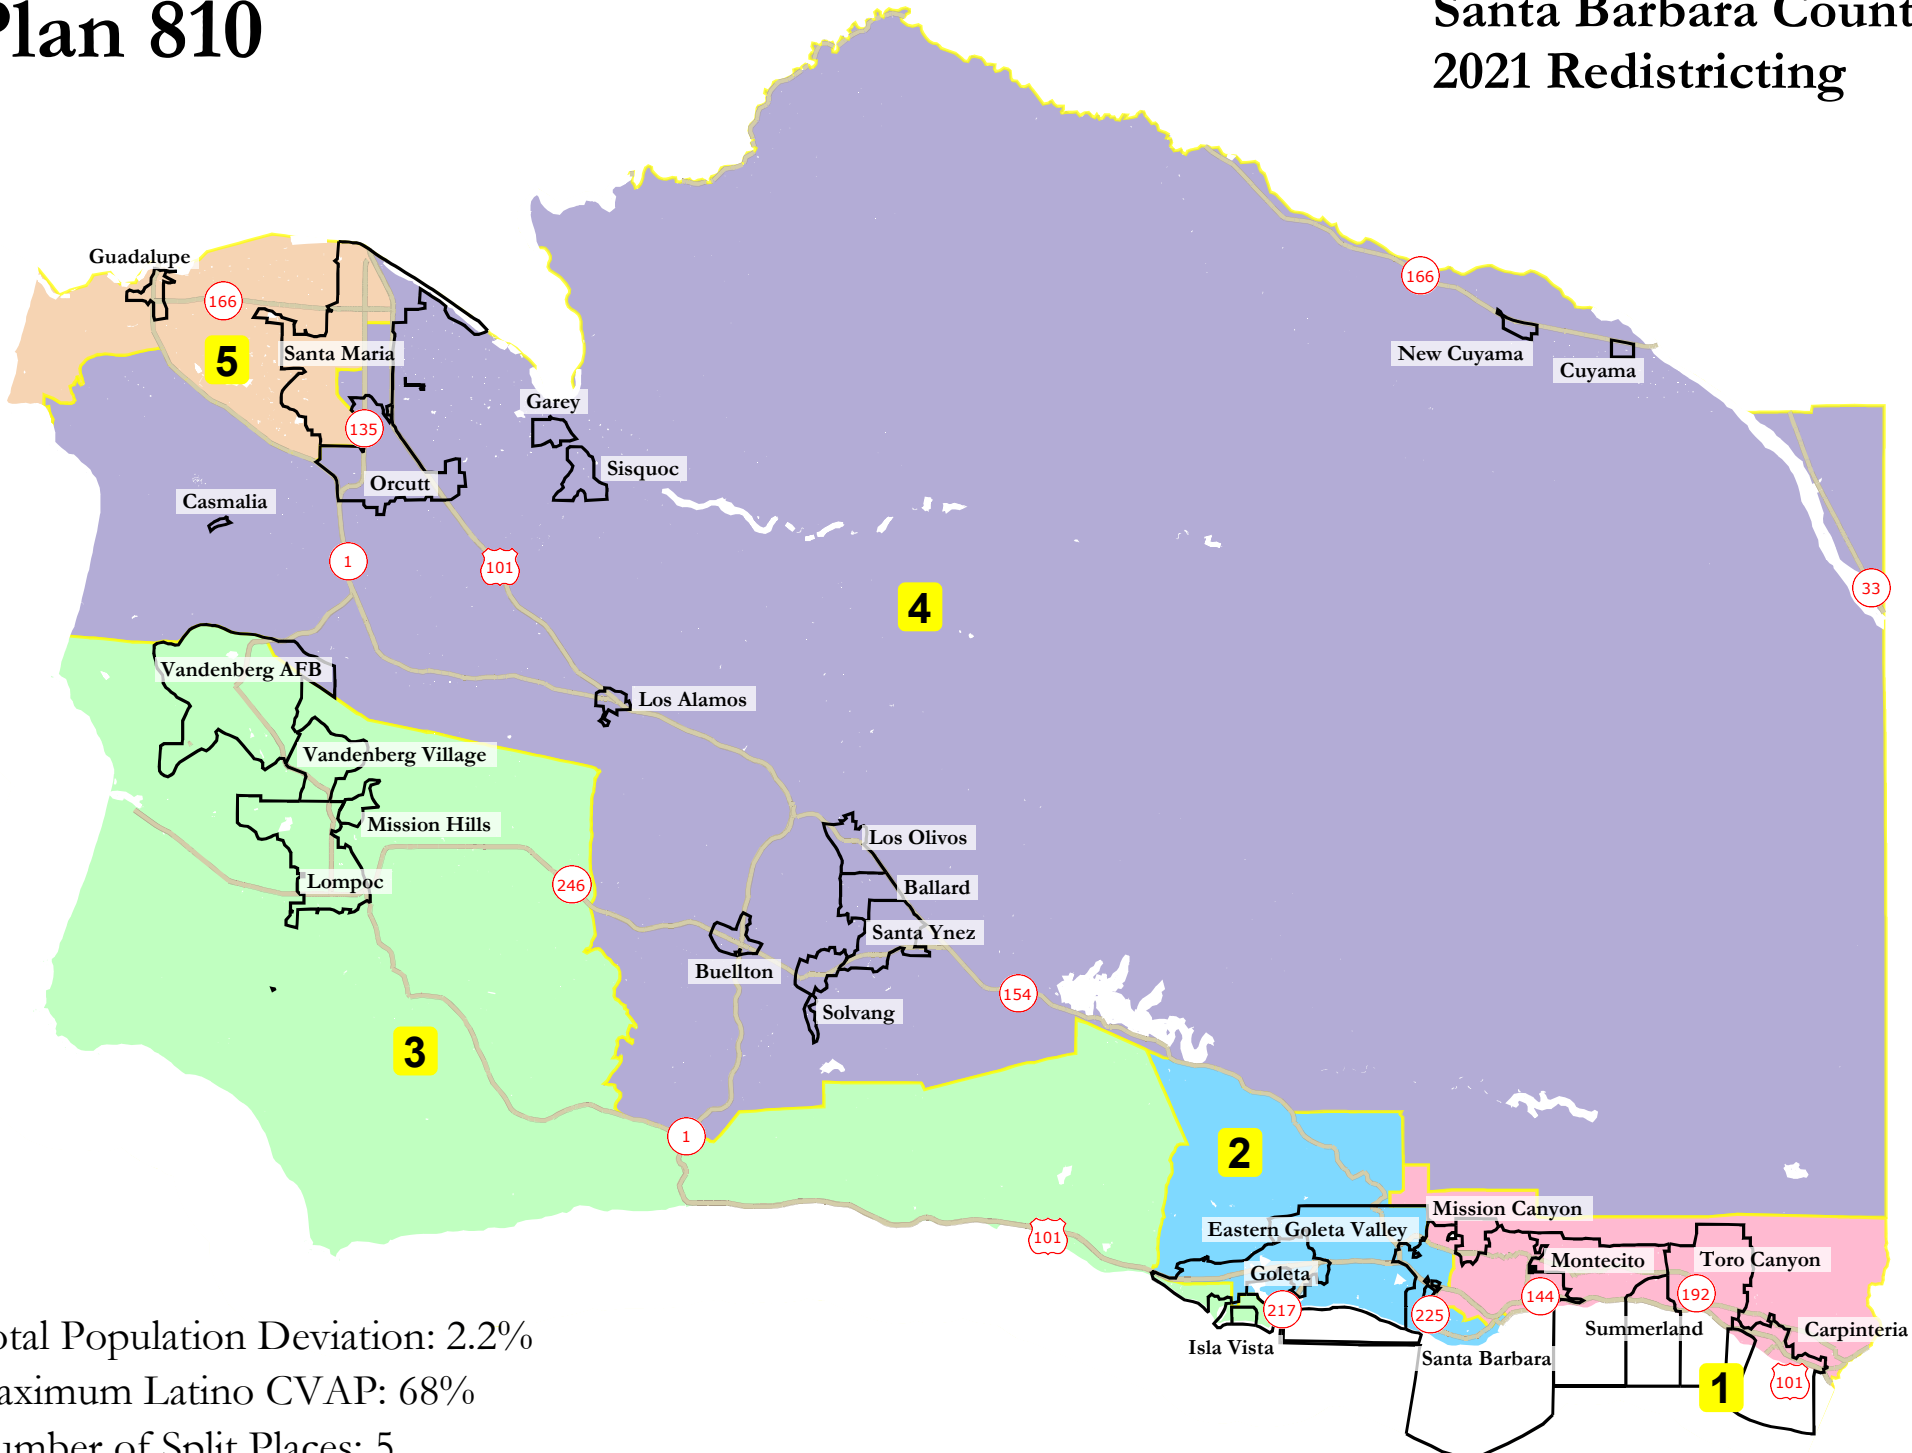 Plan 810
Santa Barbara Count
2021 Redistricting
Guadalupe
166
5
Santa Maria
135
Orcutt
Garey
Sisquoc
Casmalia
1
101
166
New Cuyama
Cuyama
33
4
Vandenberg AFB
Los Alamos
Vandenberg Village
Mission Hills
Lompoc
246
Los Olivos
Ballard
Santa Ynez
Buellton
Solvang
154
3
1
2
101
Mission Canyon
Eastern Goleta Valley
Montecito
Toro Canyon
Goleta
217
225
144
192
Isla Vista
Santa Barbara
Summerland
Carpinteria
1
101
otal Population Deviation: 2.2%
aximum Latino CVAP: 68%
umber of Split Places: 5